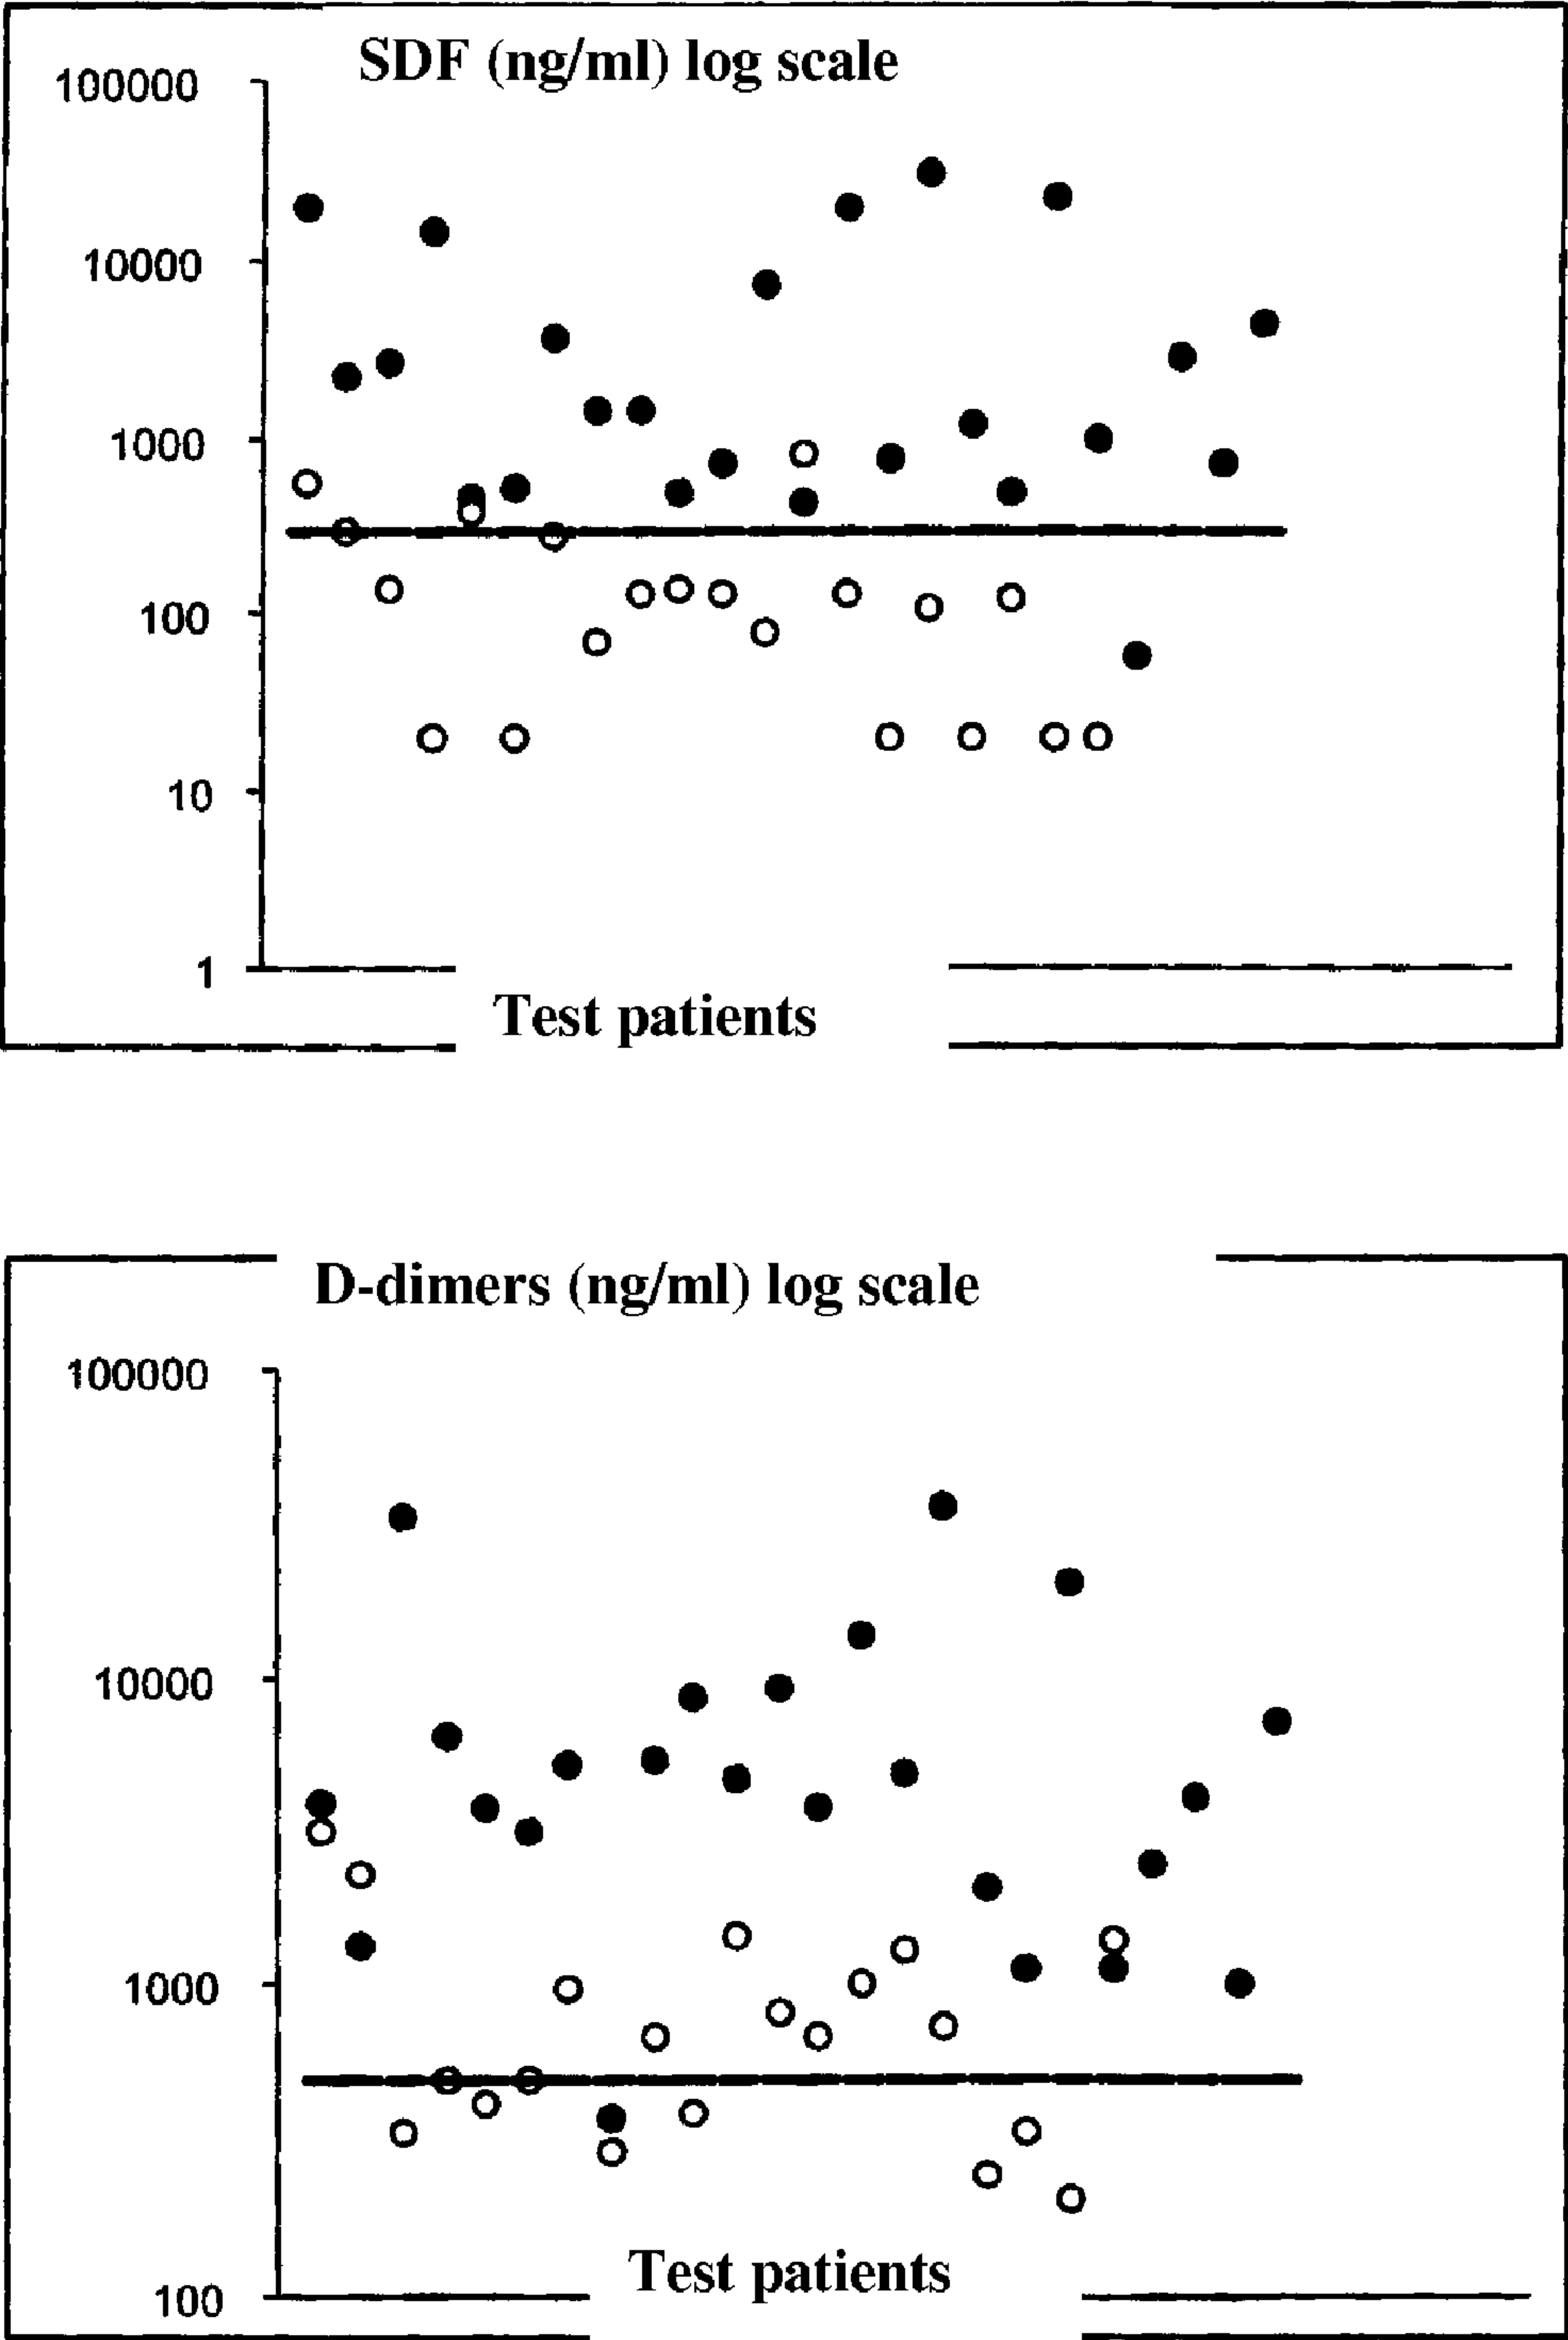 SDF (ng/ml) log scale
100000
10000
1000
100
10
1
Test patients
D-dimers (ng/ml) log scale
100000
10000
1000
100
Test patients